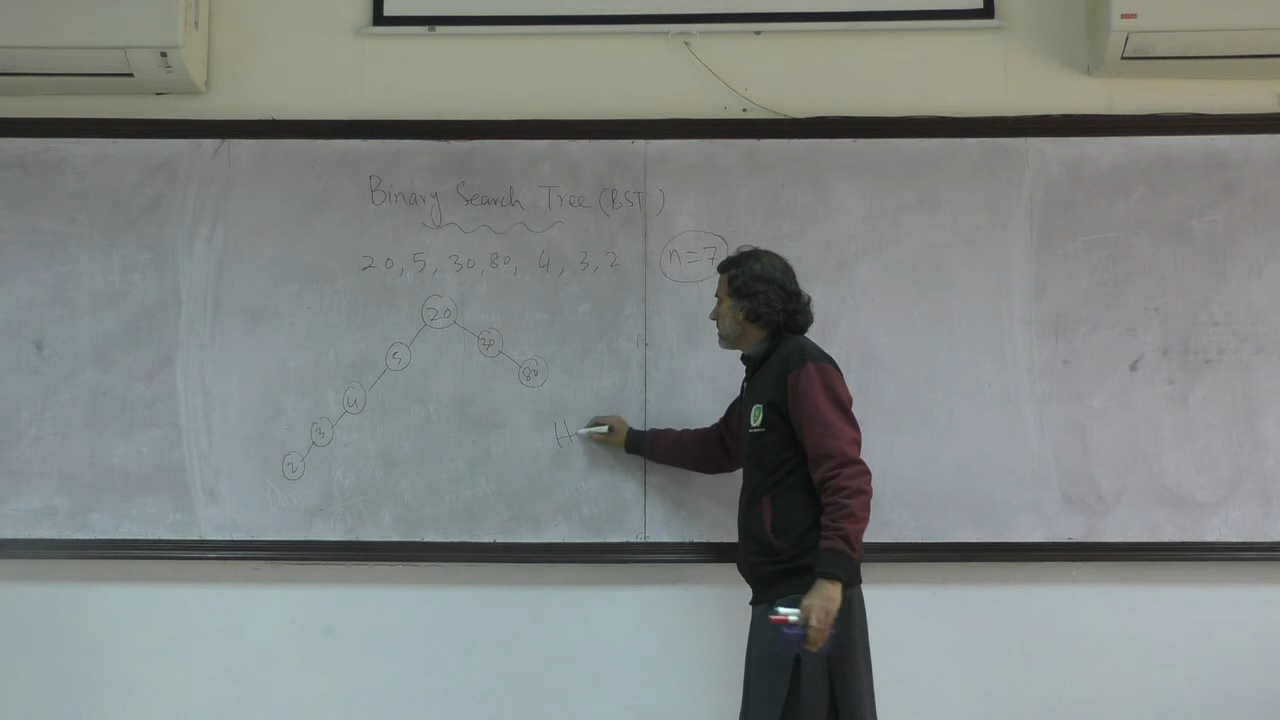 Binary Search Tree (BST)
20, 5, 30, 80, 4, 3, 2
n=7
20
5
30
80
4
3
2
H